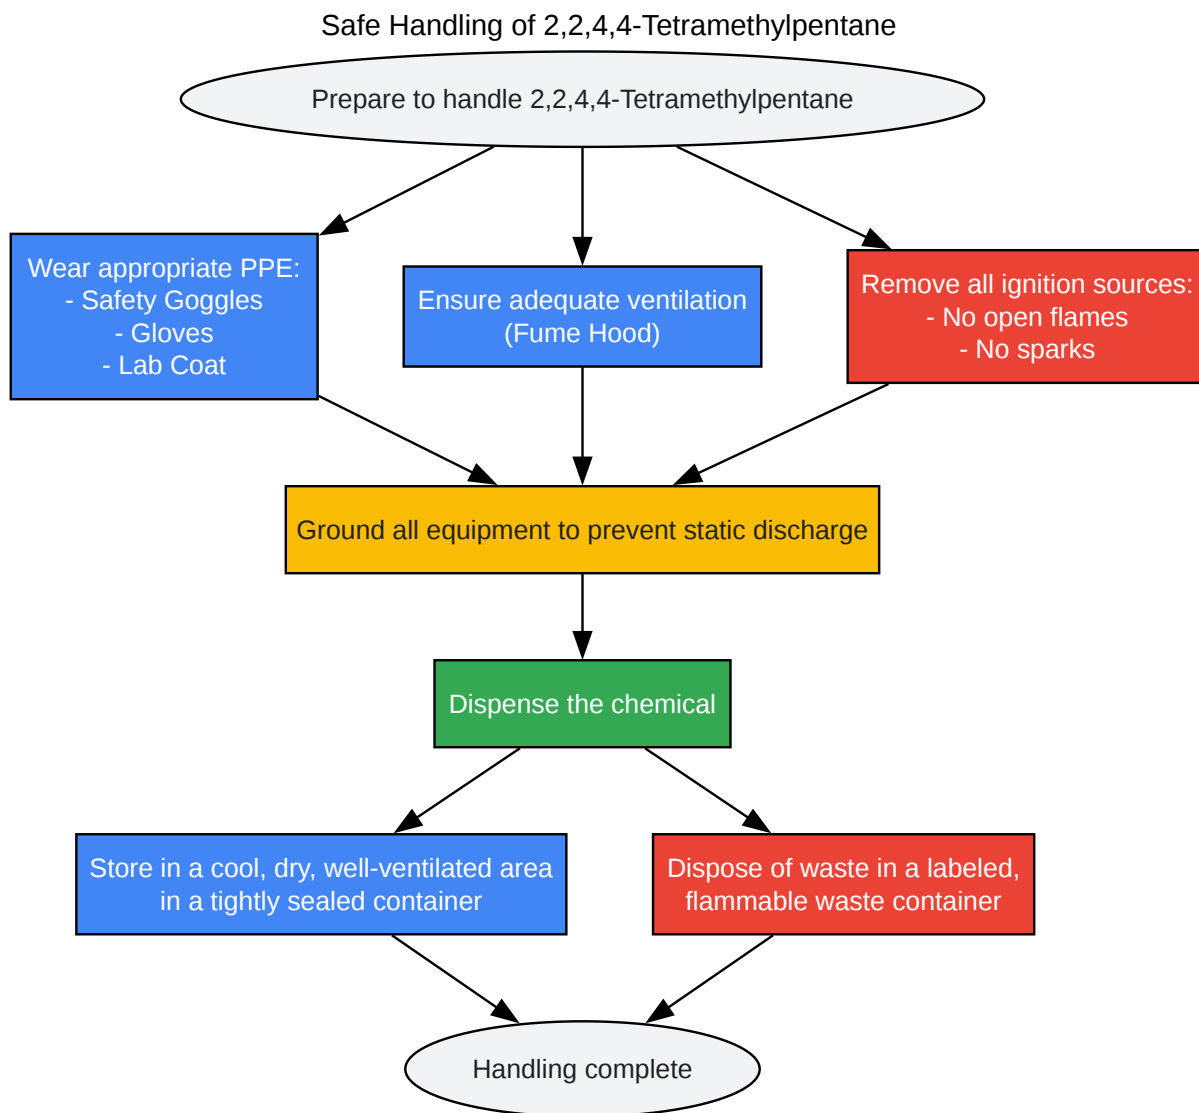 Safe Handling of 2,2,4,4-Tetramethylpentane
Prepare to handle 2,2,4,4-Tetramethylpentane
Wear appropriate PPE:
- Safety Goggles
- Gloves
- Lab Coat
Ensure adequate ventilation
(Fume Hood)
Remove all ignition sources:
- No open flames
- No sparks
Ground all equipment to prevent static discharge
Dispense the chemical
Store in a cool, dry, well-ventilated area
in a tightly sealed container
Dispose of waste in a labeled,
flammable waste container
Handling complete